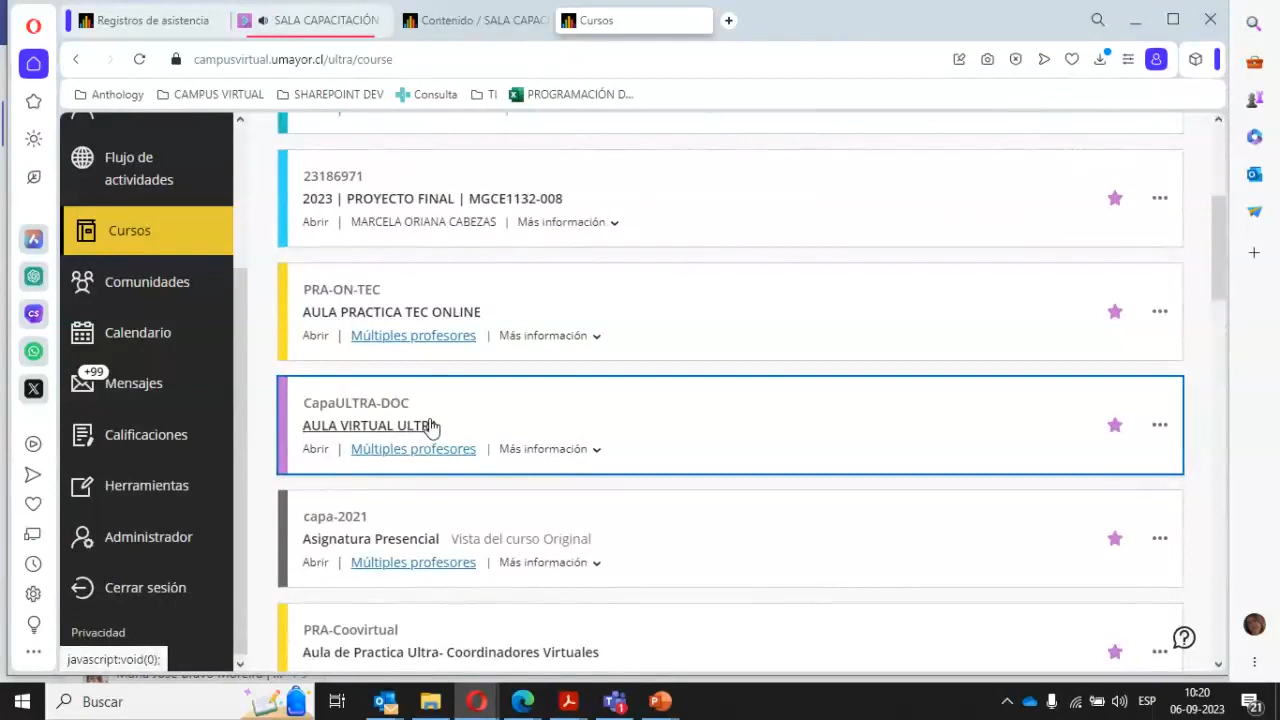 Registros de asistencia
SALA CAPACITACIÓN
Contenido / SALA CAPAC
Cursos
campusvirtual.umayor.cl/ultra/course
Anthology
CAMPUS VIRTUAL
SHAREPOINT DEV
Consulta
TI
PROGRAMACIÓN D...
Flujo de
actividades
Cursos
Comunidades
Calendario
+99
Mensajes
Calificaciones
Herramientas
Administrador
Cerrar sesión
Privacidad
javascript:void(0);
23186971
2023 | PROYECTO FINAL | MGCE1132-008
Abrir | MARCELA ORIANA CABEZAS | Más información
PRA-ON-TEC
AULA PRACTICA TEC ONLINE
Abrir | Múltiples profesores | Más información
CapaULTRA-DOC
AULA VIRTUAL ULTR
Abrir | Múltiples profesores | Más información
capa-2021
Asignatura Presencial Vista del curso Original
Abrir | Múltiples profesores | Más información
PRA-Coovirtual
Aula de Practica Ultra- Coordinadores Virtuales
CS
Buscar
1
ESP
10:20
06-09-2023
21